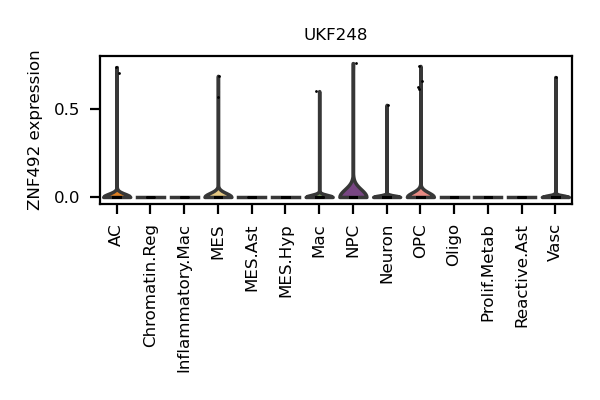 UKF248
ZNF492 expression
0.5
0.0
AC
Chromatin.Reg
Inflammatory.Mac
MES
MES.Ast
MES.Hyp
Mac
NPC
Neuron
OPC
Oligo
Prolif.Metab
Reactive.Ast
Vasc